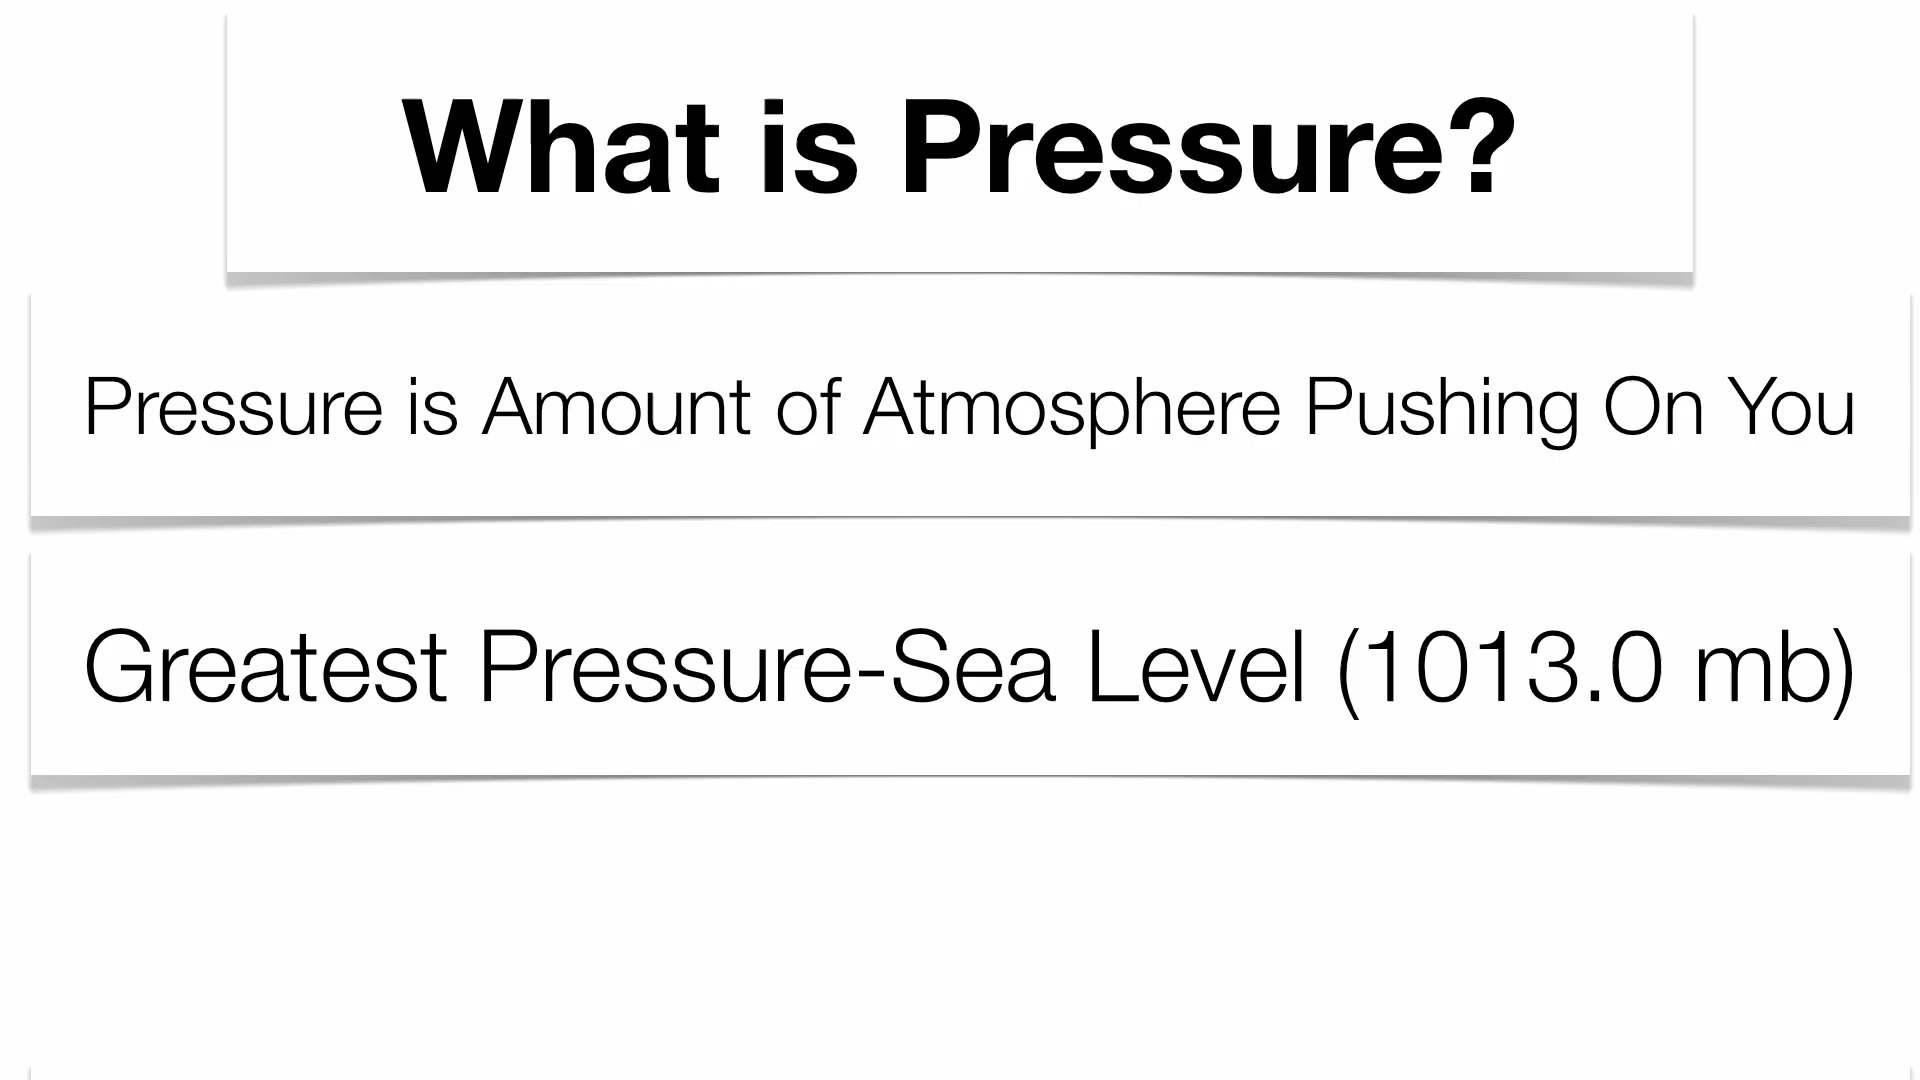 What is Pressure?
Pressure is Amount of Atmosphere Pushing On You
Greatest Pressure-Sea Level (1013.0 mb)